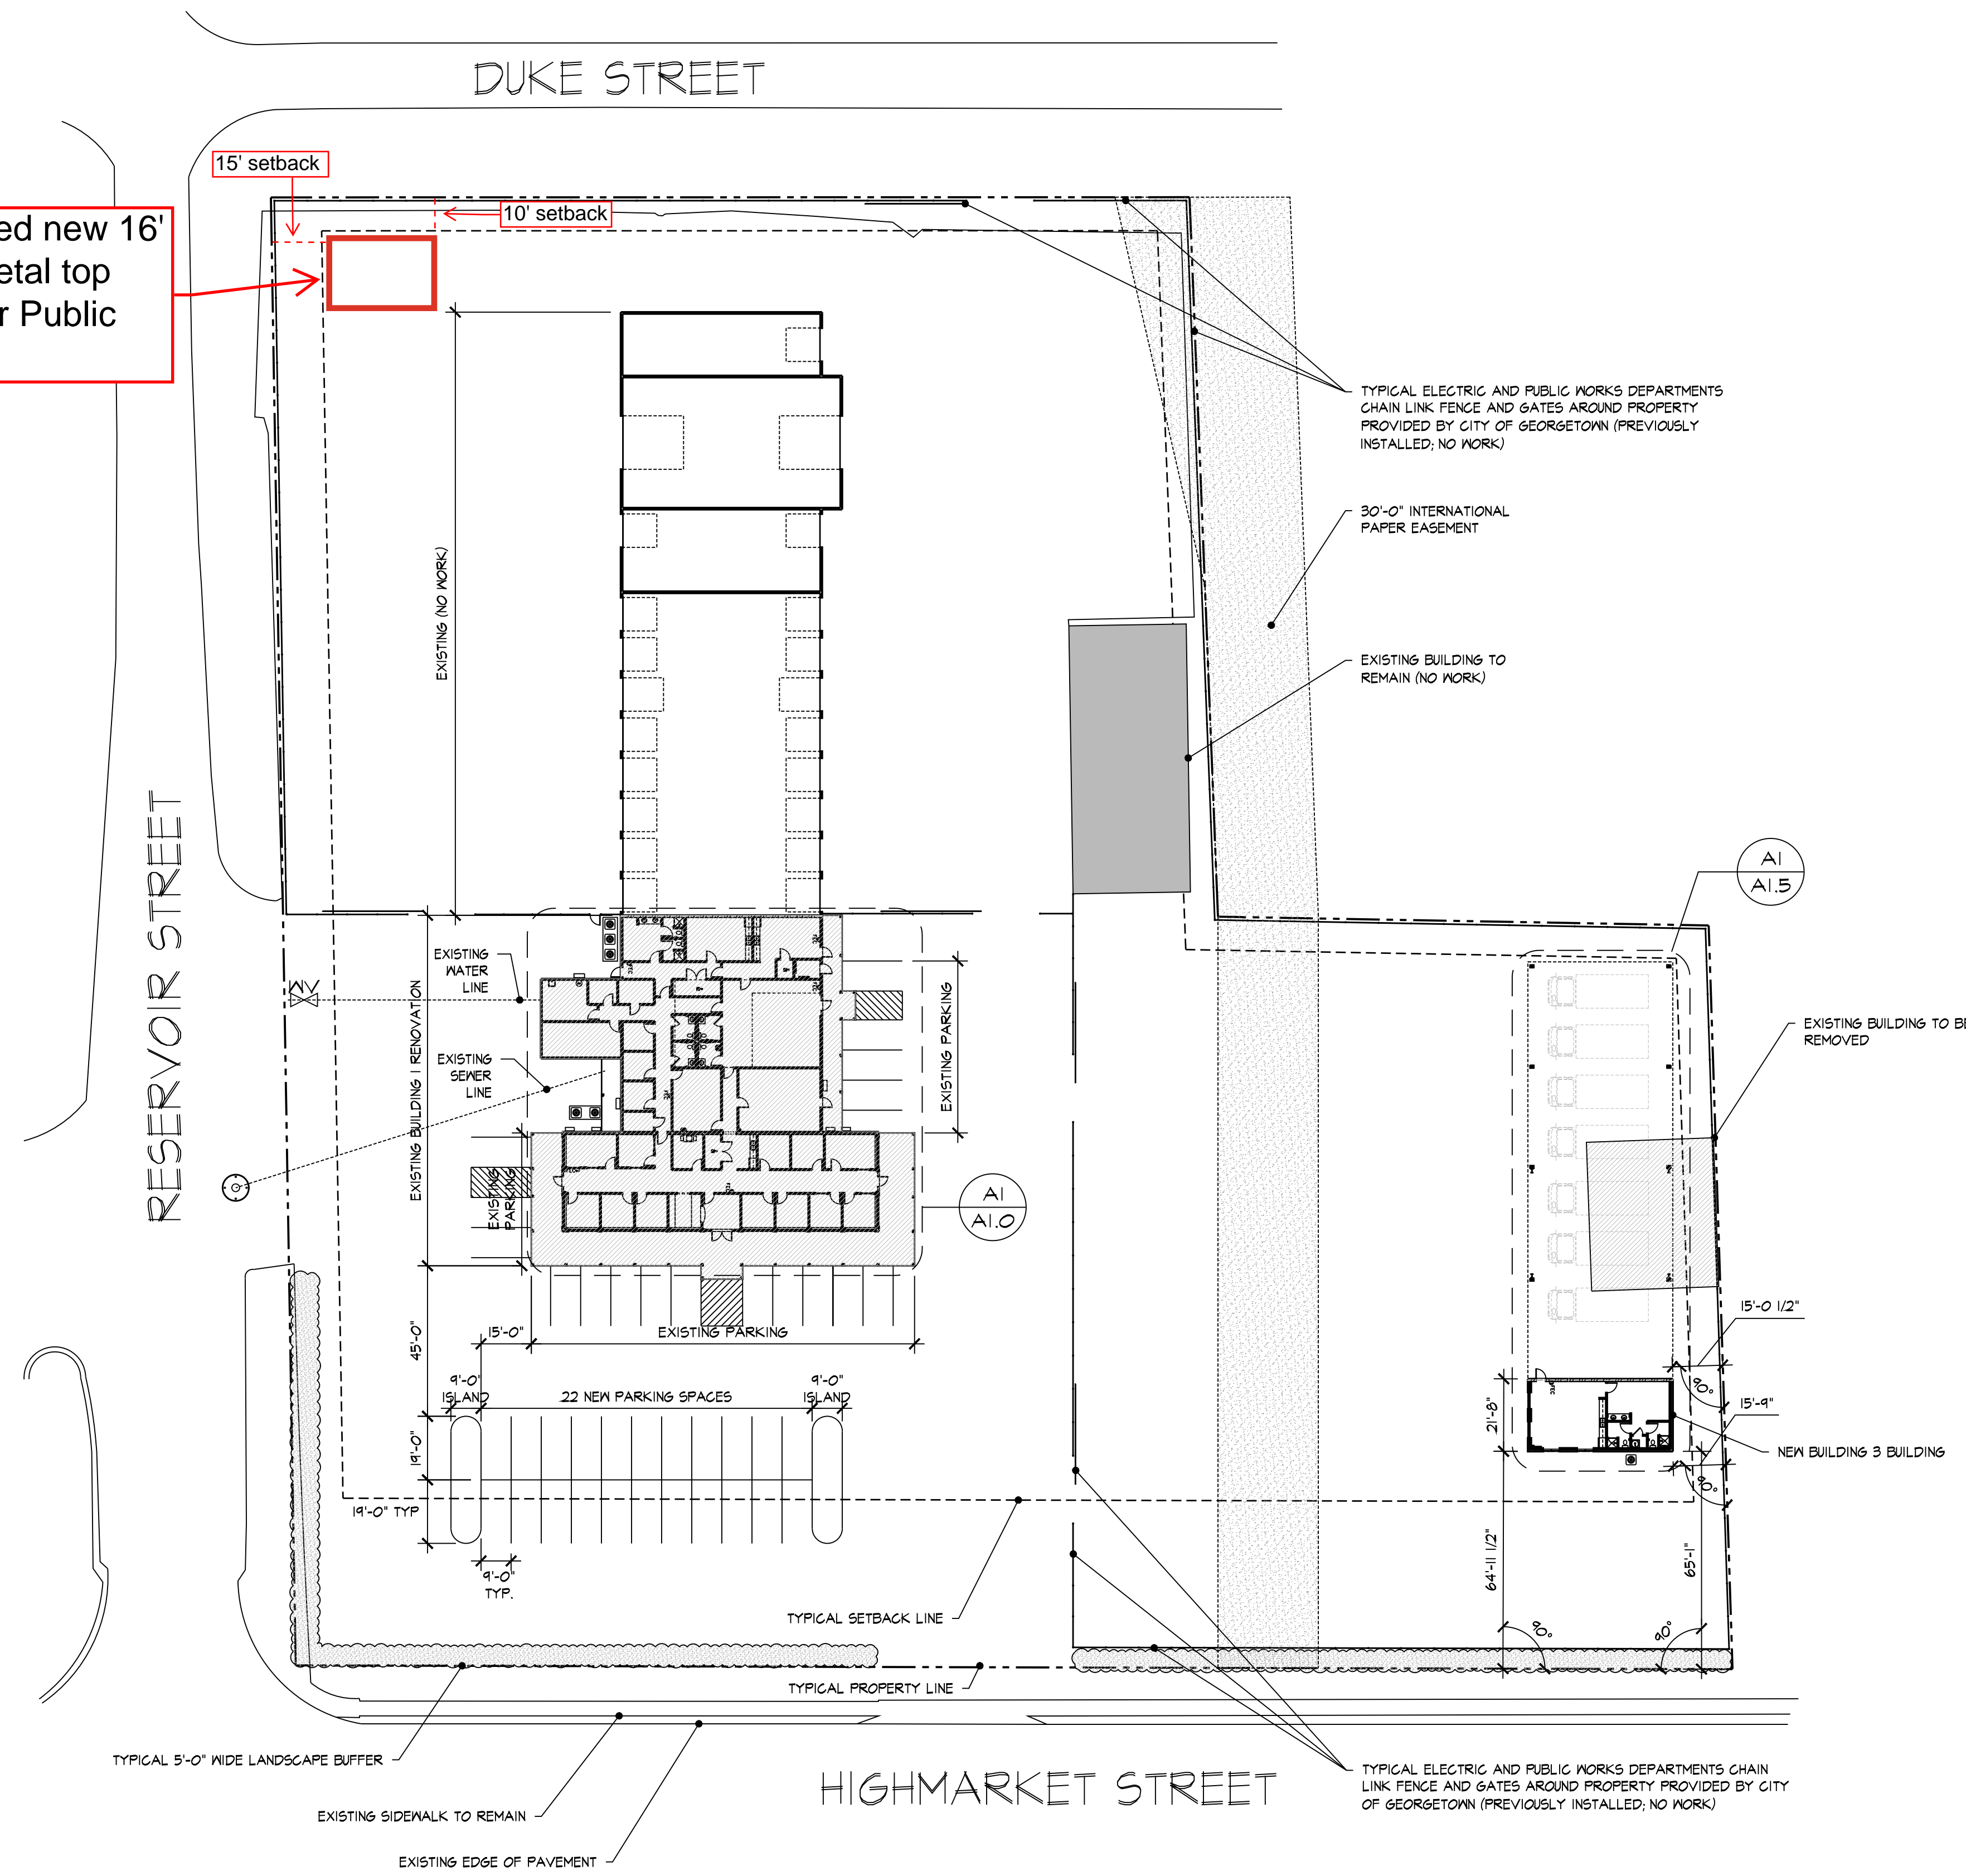 DUKE STREET
15' setback
10' setback
ed new 16'
etal top
r Public
TYPICAL ELECTRIC AND PUBLIC WORKS DEPARTMENTS
CHAIN LINK FENCE AND GATES AROUND PROPERTY
PROVIDED BY CITY OF GEORGETOWN (PREVIOUSLY
INSTALLED; NO WORK)
30'-0" INTERNATIONAL
PAPER EASEMENT
EXISTING (NO WORK)
EXISTING BUILDING TO
REMAIN (NO WORK)
RESERVOIR STREET
A1
A1.5
EXISTING
WATER
LINE
WV
EXISTING BUILDING 1 RENOVATION
EXISTING PARKING
EXISTING BUILDING TO BE
REMOVED
EXISTING
SEWER
LINE
EXISTING
PARKING
A1
A1.0
15'-0 1/2"
45'-0"
15'-0"
EXISTING PARKING
9'-0"
ISLAND
22 NEW PARKING SPACES
9'-0"
ISLAND
90°
15'-9"
21'-8"
19'-0"
NEW BUILDING 3 BUILDING
90°
19'-0" TYP
9'-0"
TYP.
64'-11 1/2"
65'-1"
TYPICAL SETBACK LINE
90°
90°
TYPICAL PROPERTY LINE
TYPICAL 5'-0" WIDE LANDSCAPE BUFFER
HIGHMARKET STREET
TYPICAL ELECTRIC AND PUBLIC WORKS DEPARTMENTS CHAIN
LINK FENCE AND GATES AROUND PROPERTY PROVIDED BY CITY
OF GEORGETOWN (PREVIOUSLY INSTALLED; NO WORK)
EXISTING SIDEWALK TO REMAIN
EXISTING EDGE OF PAVEMENT